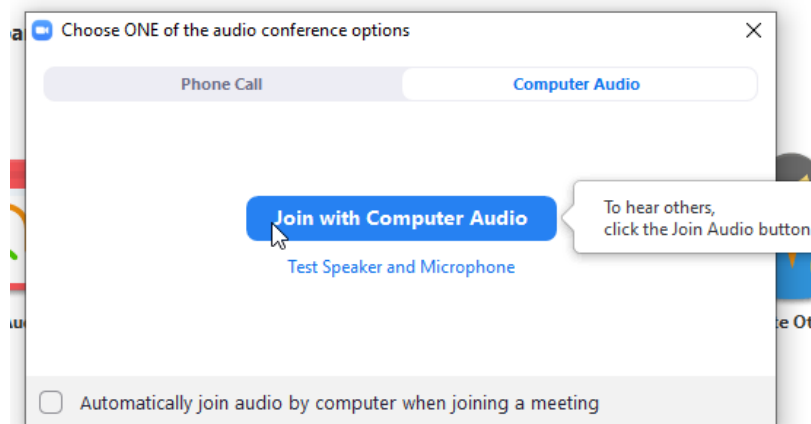 Choose ONE of the audio conference options
Phone Call
Computer Audio
Join with Computer Audio
To hear others,
click the Join Audio button
Test Speaker and Microphone
Automatically join audio by computer when joining a meeting